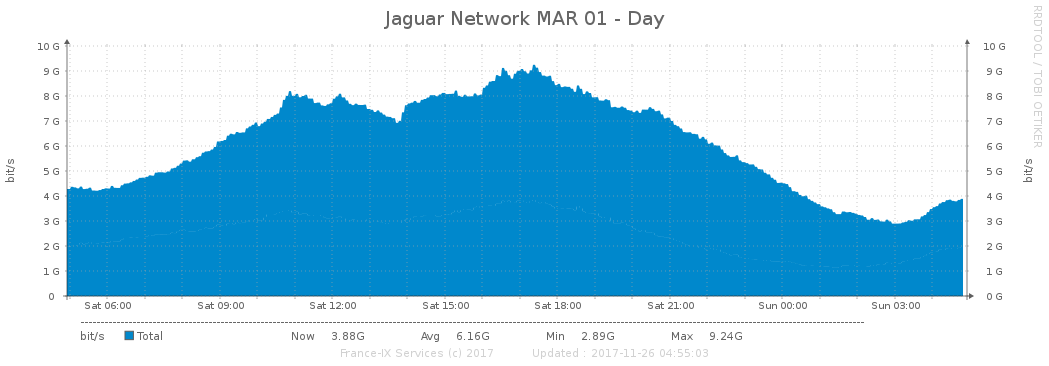 Jaguar Network MAR 01 - Day
RRDTOOL / TOBI OETIKER
bit/s
bit/s
10 G 10 G
9 G 9 G
8 G 8 G
7 G 7 G
6 G 6 G
5 G 5 G
4 G 4 G
3 G 3 G
2 G 2 G
1 G 1 G
0 0 G
Sat 06:00 Sat 09:00 Sat 12:00 Sat 15:00 Sat 18:00 Sat 21:00 Sun 00:00 Sun 03:00
bit/s Total Now 3.88G Avg 6.16G Min 2.89G Max 9.24G
France-IX Services (c) 2017 Updated : 2017-11-26 04:55:03